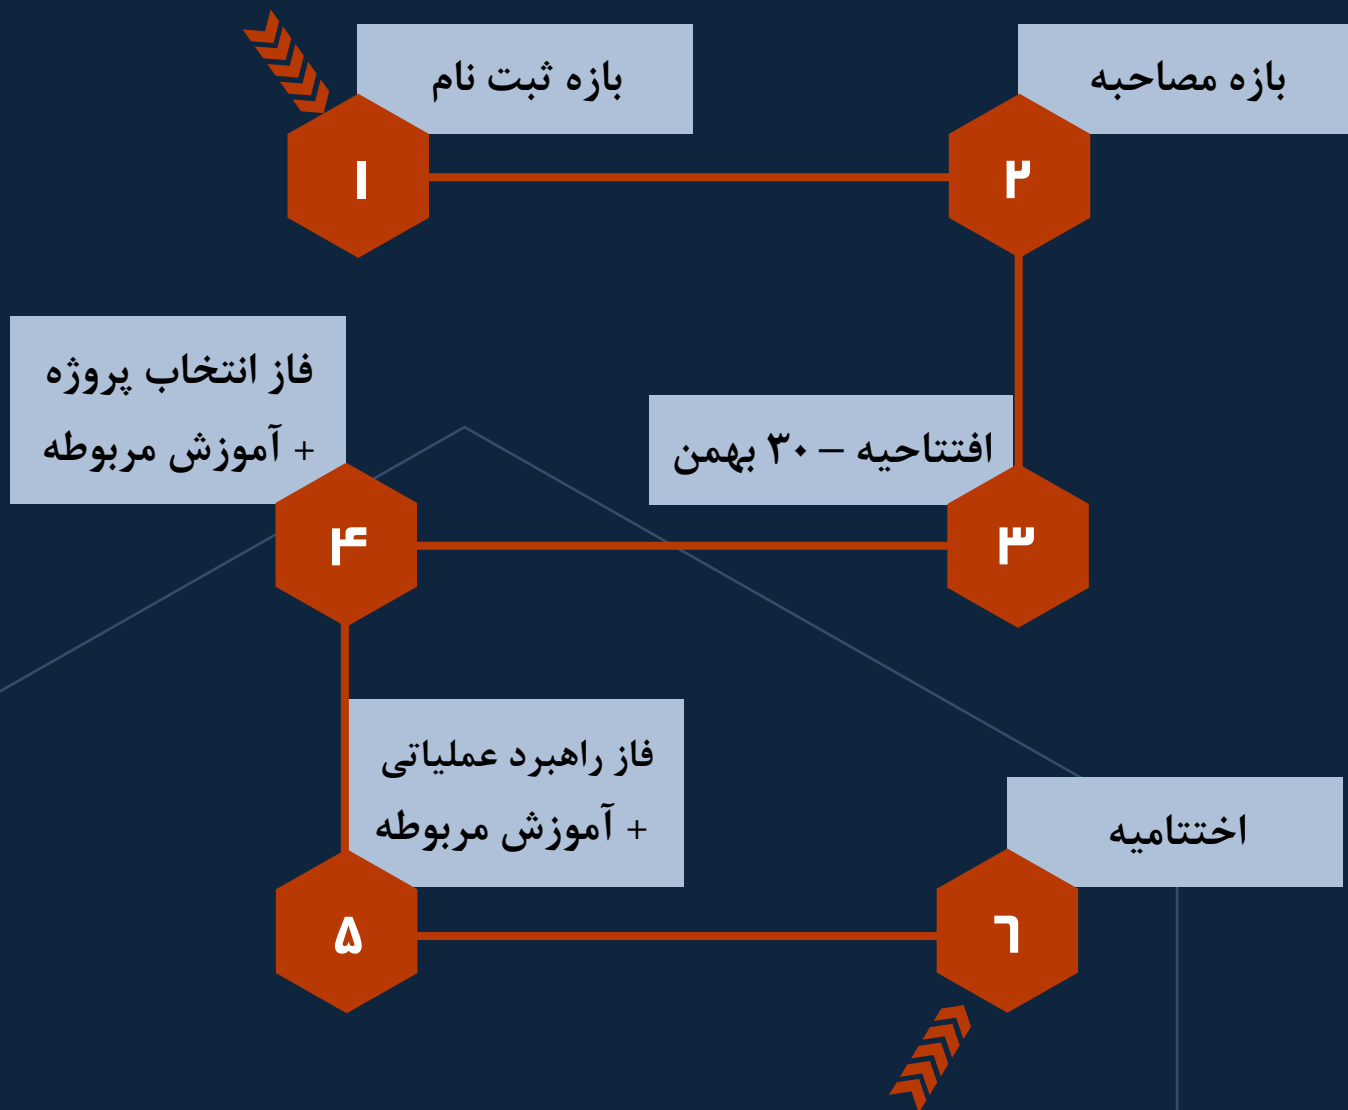 بازه ثبت نام
۱
بازه مصاحبه
۲
افتتاحیه – ۳۰ بهمن
۳
فاز انتخاب پروژه
+ آموزش مربوطه
۴
فاز راهبرد عملیاتی
+ آموزش مربوطه
۵
اختتامیه
۶